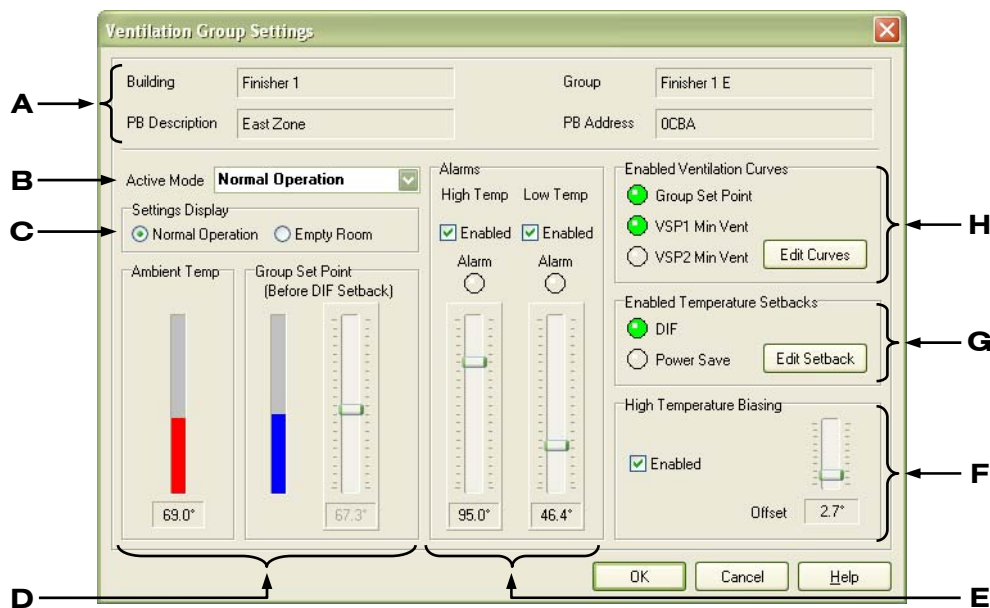 Ventilation Group Settings
Building Finisher 1 Group Finisher 1 E
A
PB Description East Zone PB Address 0CBA
B Active Mode Normal Operation
Alarms
High Temp Low Temp
Enabled Enabled
Alarm Alarm
95.0° 46.4°
Settings Display
C Normal Operation Empty Room
Ambient Temp
69.0°
Group Set Point
(Before DIF Setback)
67.3°
Enabled Ventilation Curves
Group Set Point
VSP1 Min Vent
H
VSP2 Min Vent Edit Curves
Enabled Temperature Setbacks
DIF
G
Power Save Edit Setback
High Temperature Biasing
Enabled
F
Offset 2.7°
OK Cancel Help
D E